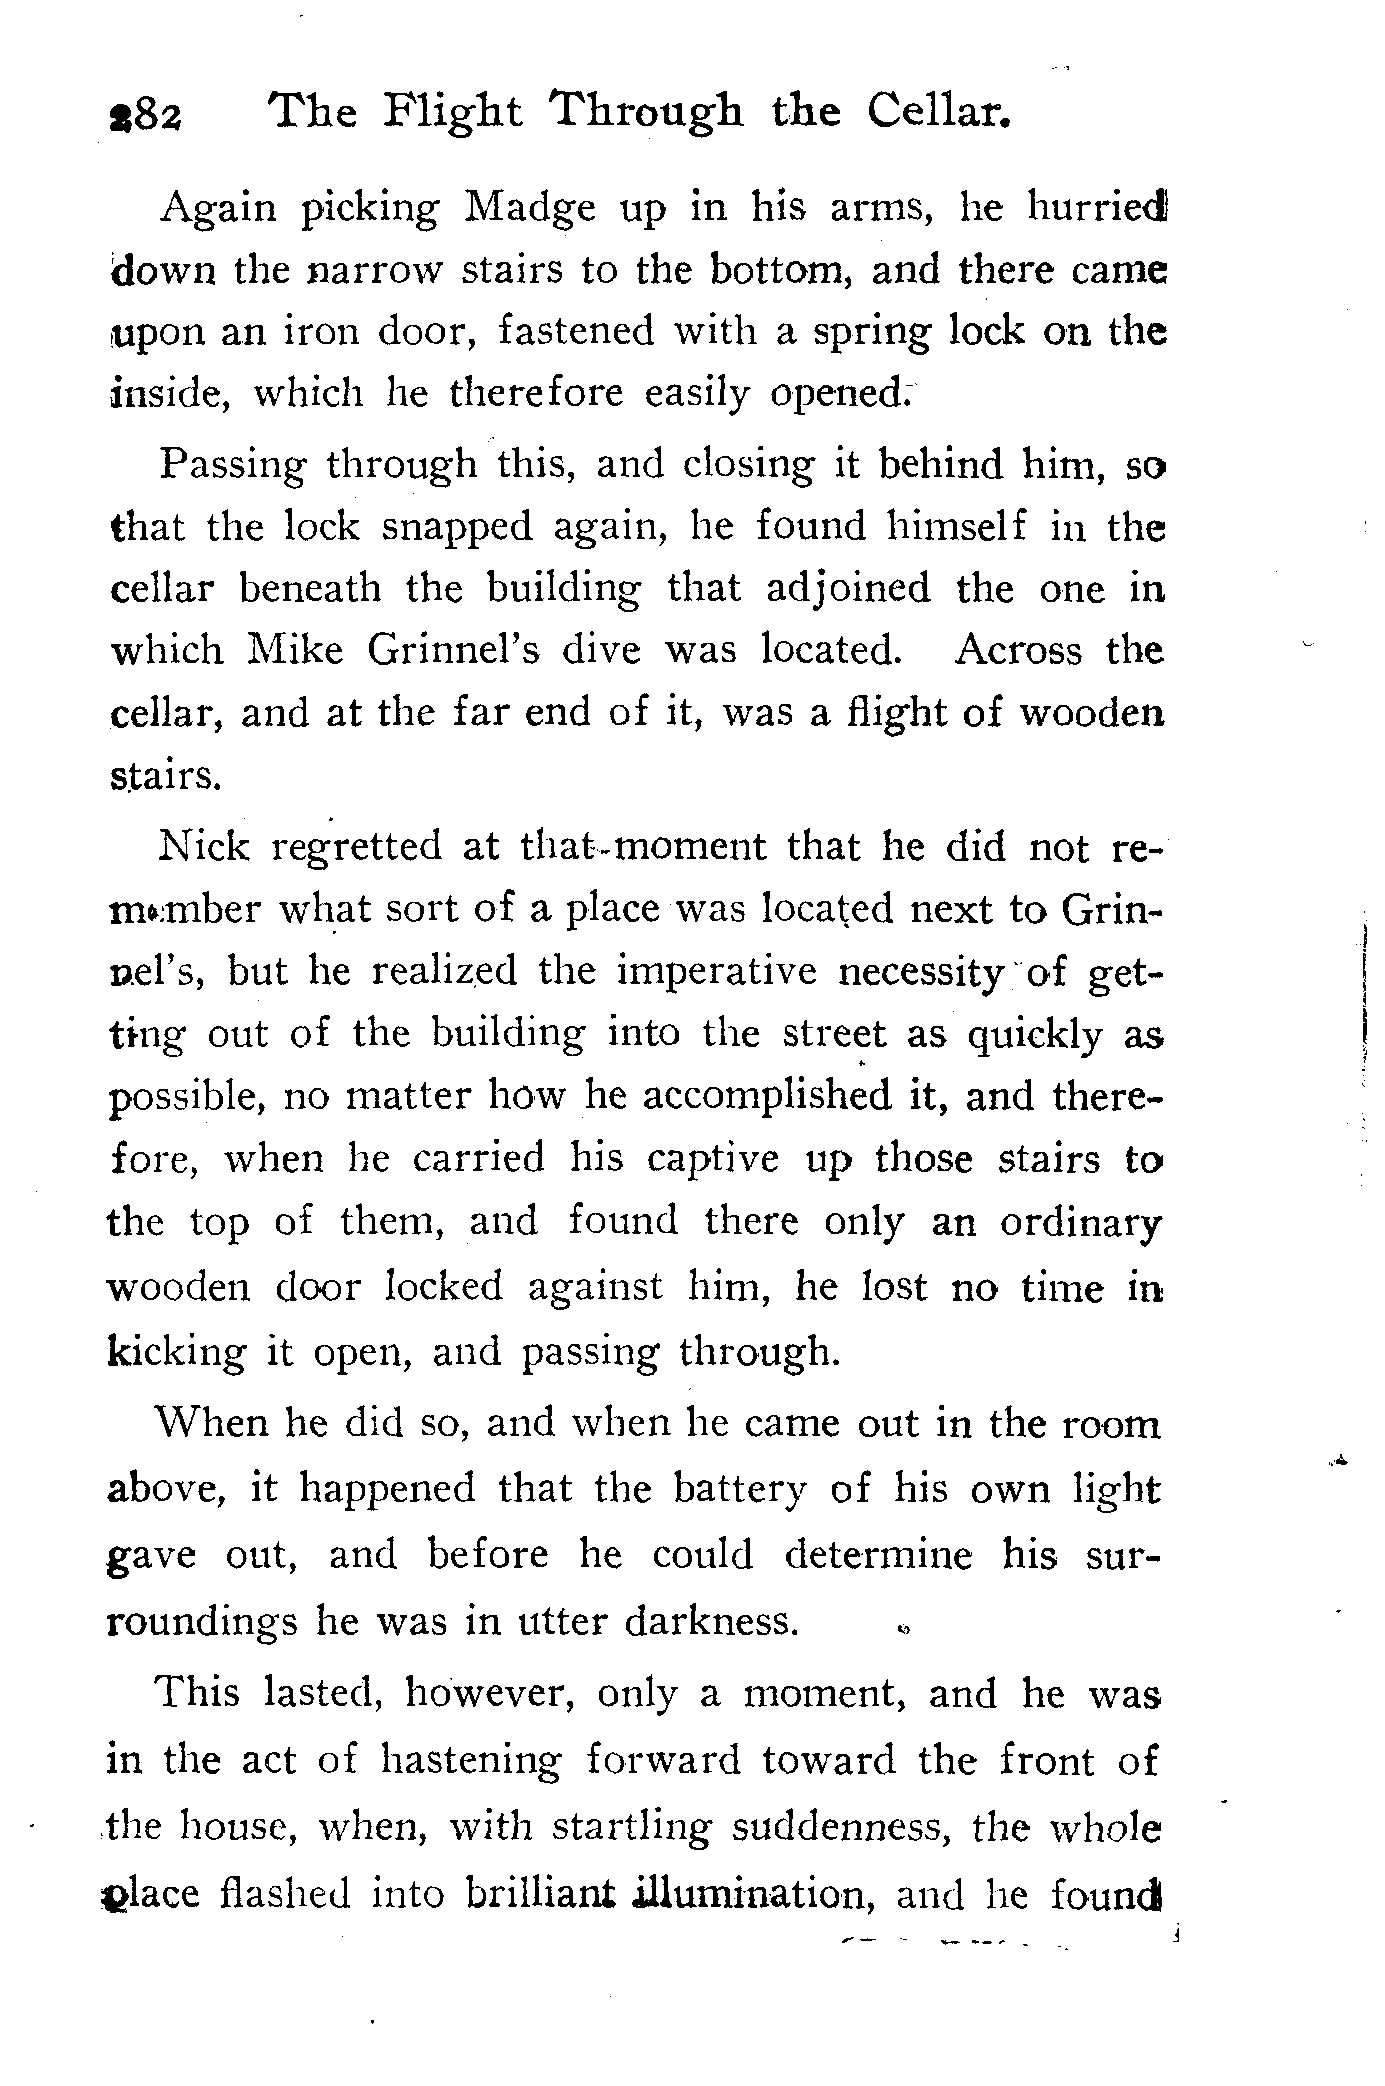 282 The Flight Through the Cellar.
Again picking Madge up in his arms, he hurried
down the narrow stairs to the bottom, and there came
upon an iron door, fastened with a spring lock on the
inside, which he therefore easily opened.
Passing through this, and closing it behind him, so
that the lock snapped again, he found himself in the
cellar beneath the building that adjoined the one in
which Mike Grinnel's dive was located. Across the
cellar, and at the far end of it, was a flight of wooden
stairs.
Nick regretted at that moment that he did not re-
member what sort of a place was located next to Grin-
nel's, but he realized the imperative necessity of get-
ting out of the building into the street as quickly as
possible, no matter how he accomplished it, and there-
fore, when he carried his captive up those stairs to
the top of them, and found there only an ordinary
wooden door locked against him, he lost no time in
kicking it open, and passing through.
When he did so, and when he came out in the room
above, it happened that the battery of his own light
gave out, and before he could determine his sur-
roundings he was in utter darkness.
This lasted, however, only a moment, and he was
in the act of hastening forward toward the front of
the house, when, with startling suddenness, the whole
place flashed into brilliant illumination, and he found